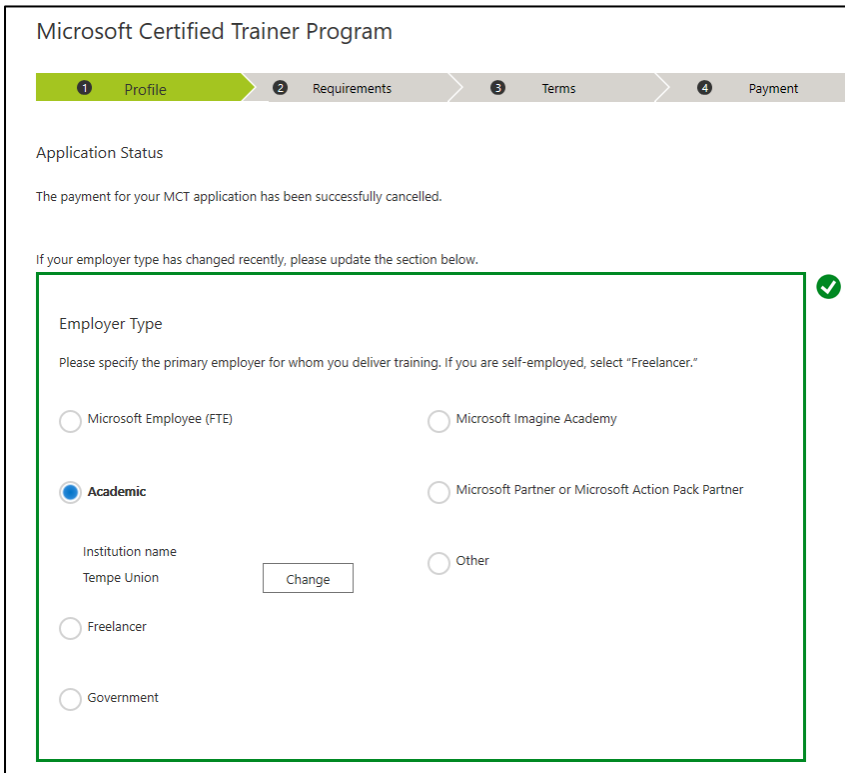 Microsoft Certified Trainer Program
1 Profile 2 Requirements 3 Terms 4 Payment
Application Status
The payment for your MCT application has been successfully cancelled.
If your employer type has changed recently, please update the section below.
Employer Type
Please specify the primary employer for whom you deliver training. If you are self-employed, select “Freelancer.”
Microsoft Employee (FTE) Microsoft Imagine Academy
Academic Microsoft Partner or Microsoft Action Pack Partner
Institution name
Other
Tempe Union Change
Freelancer
Government